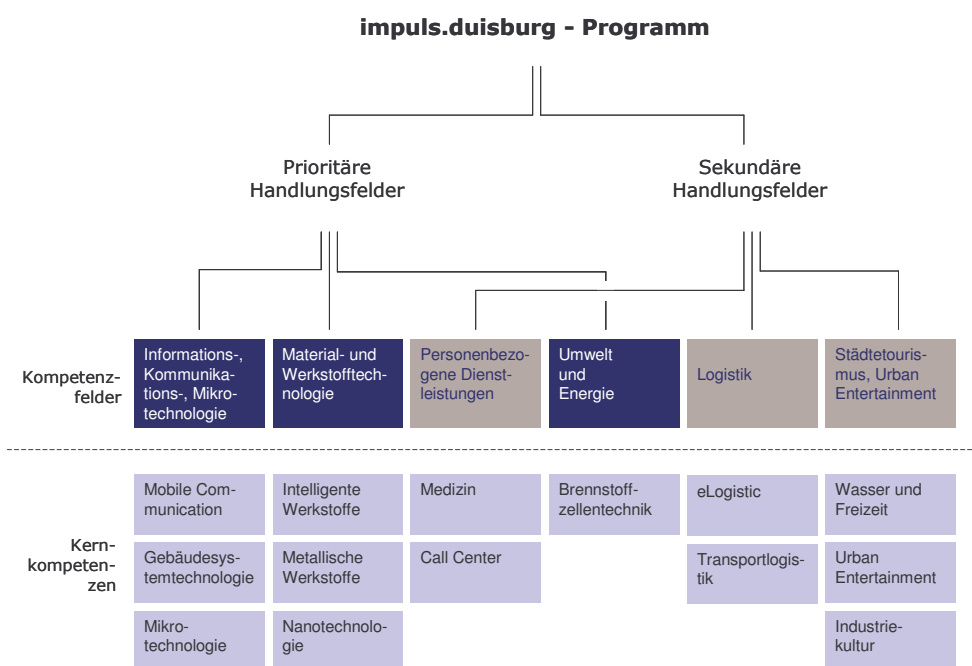 impuls.duisburg - Programm
Prioritäre
Handlungsfelder
Sekundäre
Handlungsfelder
Kompetenz-
felder
Informations-,
Kommunika-
tions-, Mikro-
technologie
Material- und
Werkstofftech-
nologie
Personenbezo-
gene Dienst-
leistungen
Umwelt
und
Energie
Logistik
Städtetouris-
mus, Urban
Entertainment
Kern-
kompeten-
zen
Mobile Com-
munication
Intelligente
Werkstoffe
Medizin
Brennstoff-
zellentechnik
eLogistic
Wasser und
Freizeit
Gebäudesys-
temtechnologie
Metallische
Werkstoffe
Call Center
Transportlogis-
tik
Urban
Entertainment
Mikro-
technologie
Nanotechnolo-
gie
Industrie-
kultur